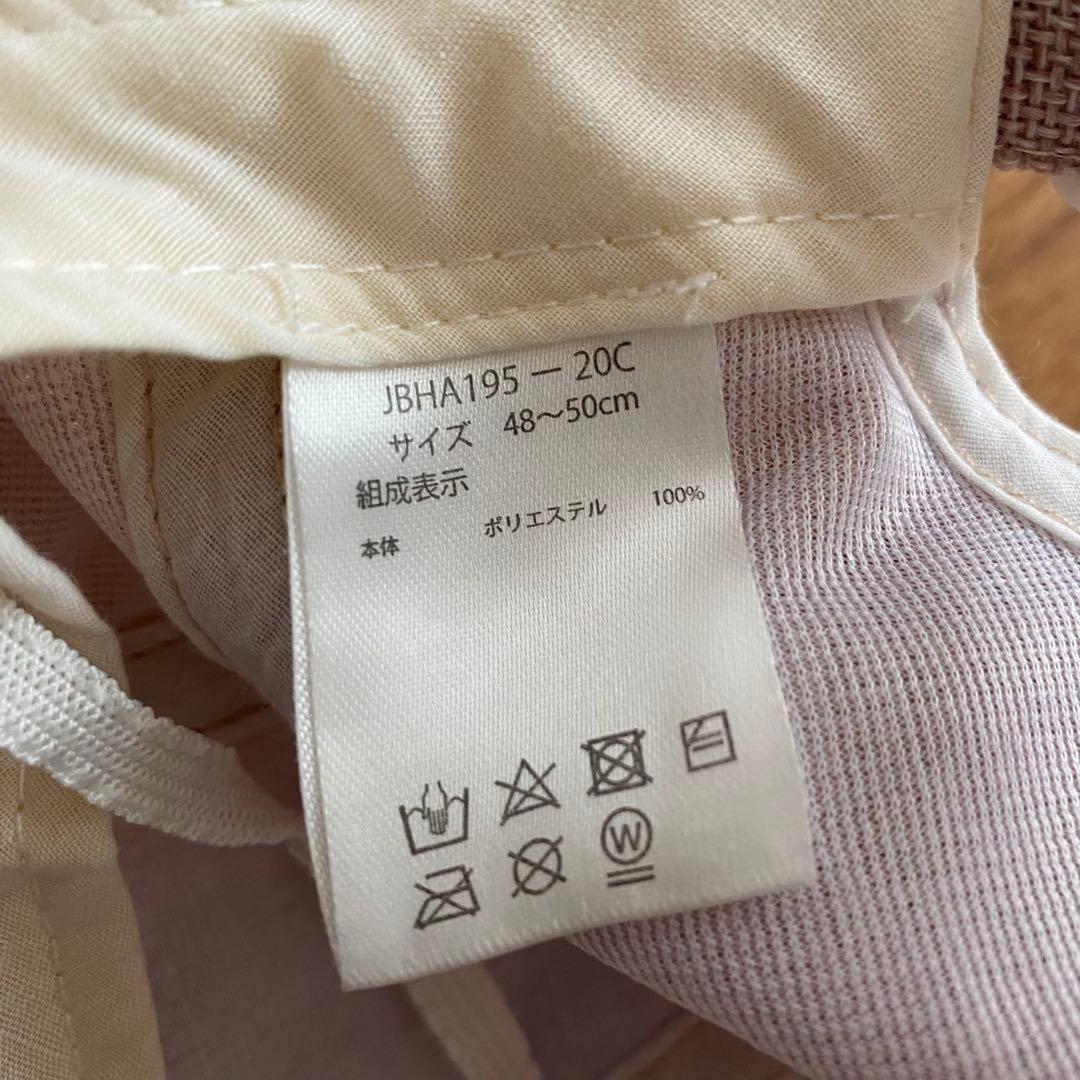 JBHA195 － 20C
サイズ 48～50cm
組成表示
本体 ポリエステル 100%
W